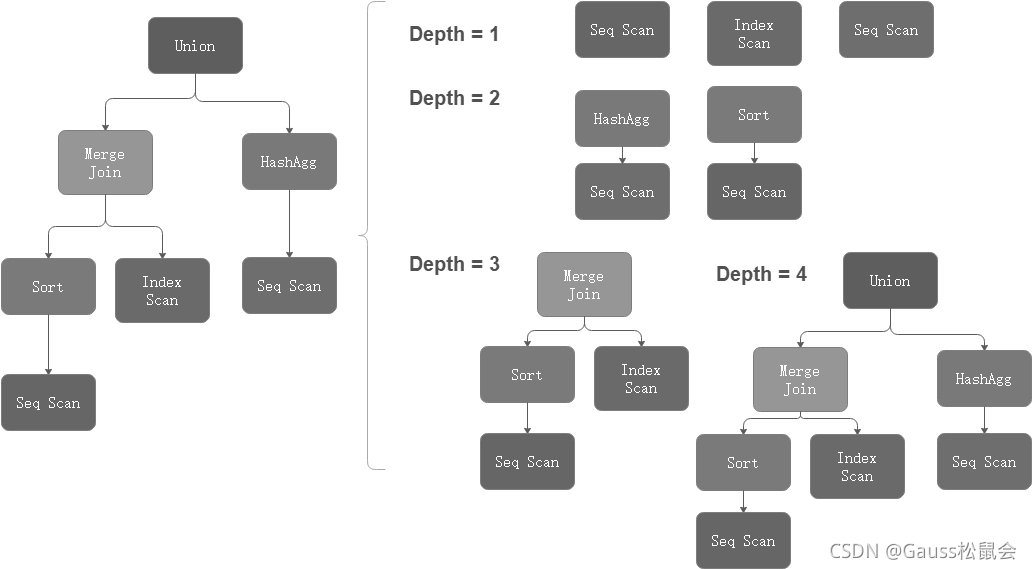 Union
Merge
Join
HashAgg
Sort
Index
Scan
Seq Scan
Seq Scan
Depth = 1
Seq Scan
Index
Scan
Seq Scan
Depth = 2
HashAgg
Sort
Seq Scan
Seq Scan
Depth = 3
Merge
Join
Sort
Index
Scan
Seq Scan
Depth = 4
Union
Merge
Join
HashAgg
Sort
Index
Scan
Seq Scan
Seq Scan
CSDN @Gauss松鼠会